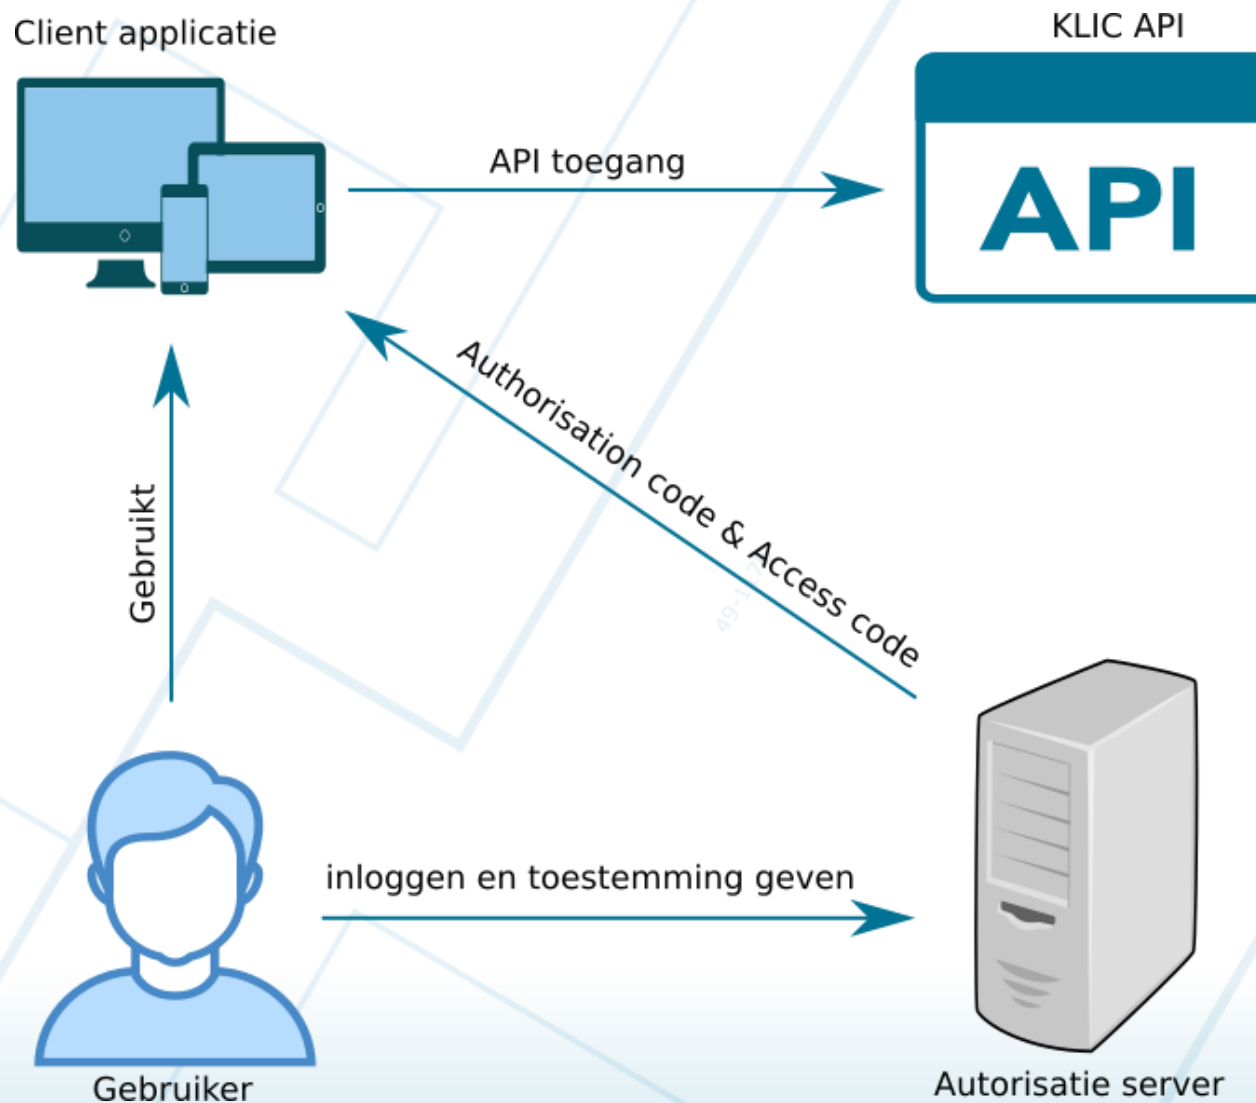 Client applicatie
KLIC API
API toegang
API
Authorisation code & Access code
Gebruikt
inloggen en toestemming geven
Gebruiker
Autorisatie server